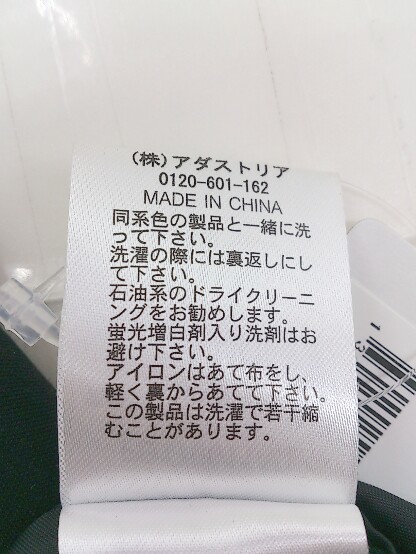 (株)アダストリア
0120-601-162
MADE IN CHINA
同系色の製品と一緒に洗
って下さい。
洗濯の際には裏返しにし
て下さい。
石油系のドライクリーニ
ングをお勧めします。
蛍光増白剤入り洗剤はお
避け下さい。
アイロンはあて布をし、
軽く裏からあてて下さい。
この製品は洗濯で若干縮
むことがあります。
1 3